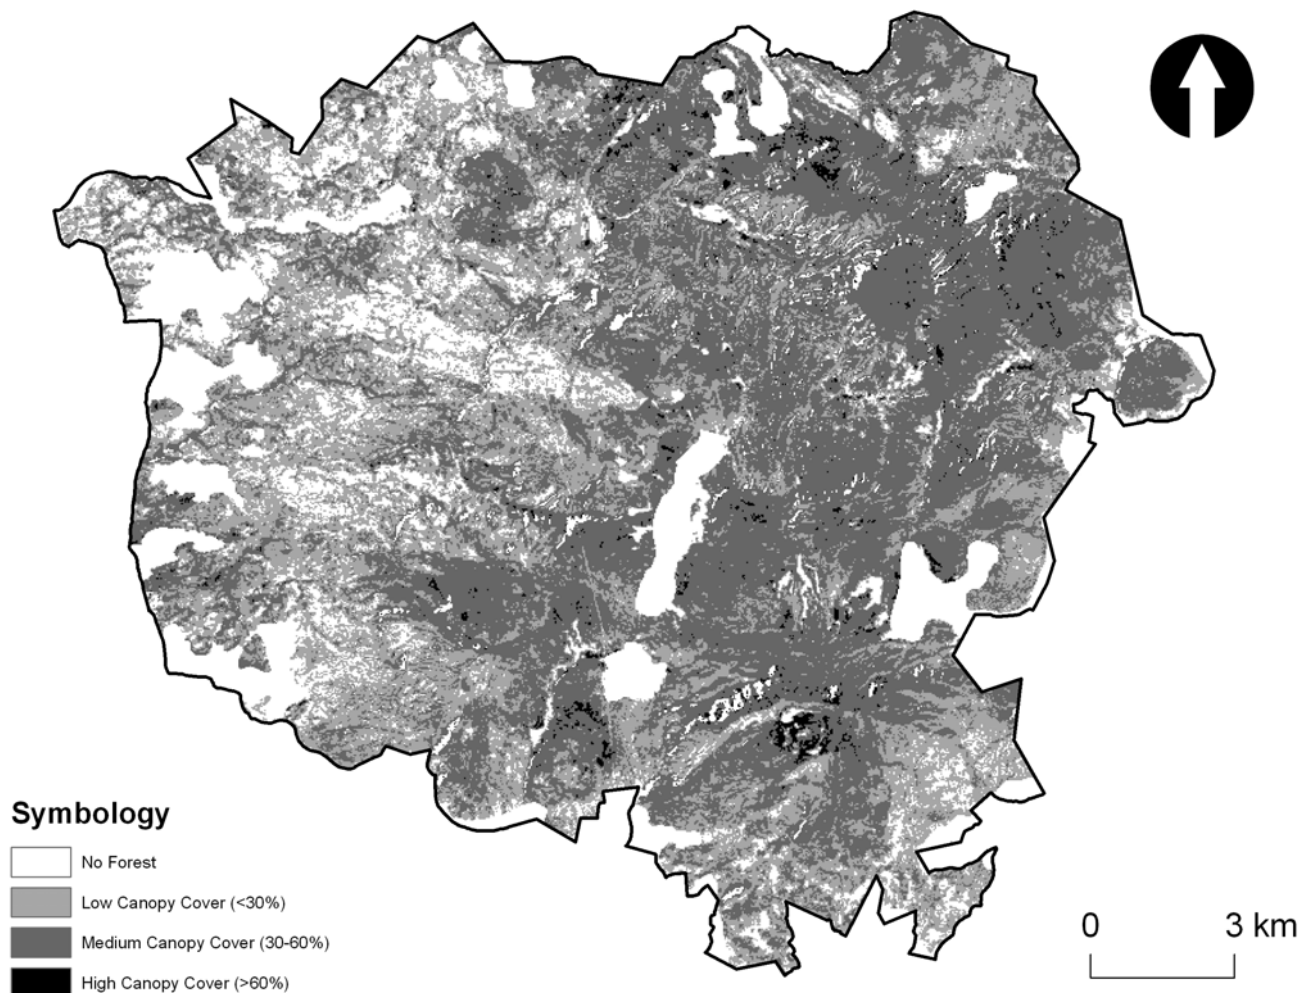 Symbology
No Forest
Low Canopy Cover (<30%)
Medium Canopy Cover (30-60%)
High Canopy Cover (>60%)
0 3 km